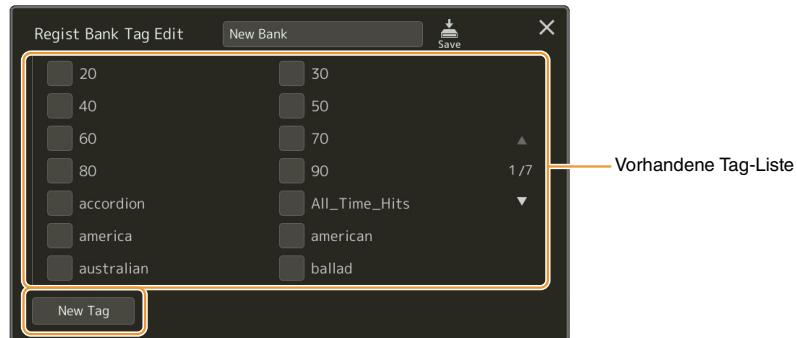 Regist Bank Tag Edit New Bank Save
20 30
40 50
60 70
80 90 1/7
Vorhandene Tag-Liste
accordion All_Time_Hits
america american
australian ballad
New Tag